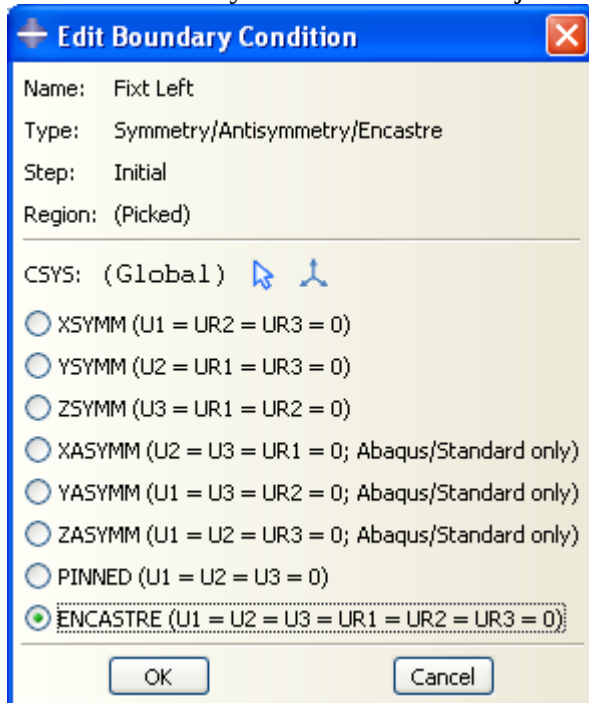 Edit Boundary Condition
Name: Fixt Left
Type: Symmetry/Antisymmetry/Encastre
Step: Initial
Region: (Picked)
CSYS: (Global)
XSYMM (U1 = UR2 = UR3 = 0)
YSYMM (U2 = UR1 = UR3 = 0)
ZSYMM (U3 = UR1 = UR2 = 0)
XASYMM (U2 = U3 = UR1 = 0; Abaqus/Standard only)
YASYMM (U1 = U3 = UR2 = 0; Abaqus/Standard only)
ZASYMM (U1 = U2 = UR3 = 0; Abaqus/Standard only)
PINNED (U1 = U2 = U3 = 0)
ENCASTRE (U1 = U2 = U3 = UR1 = UR2 = UR3 = 0)
OK Cancel